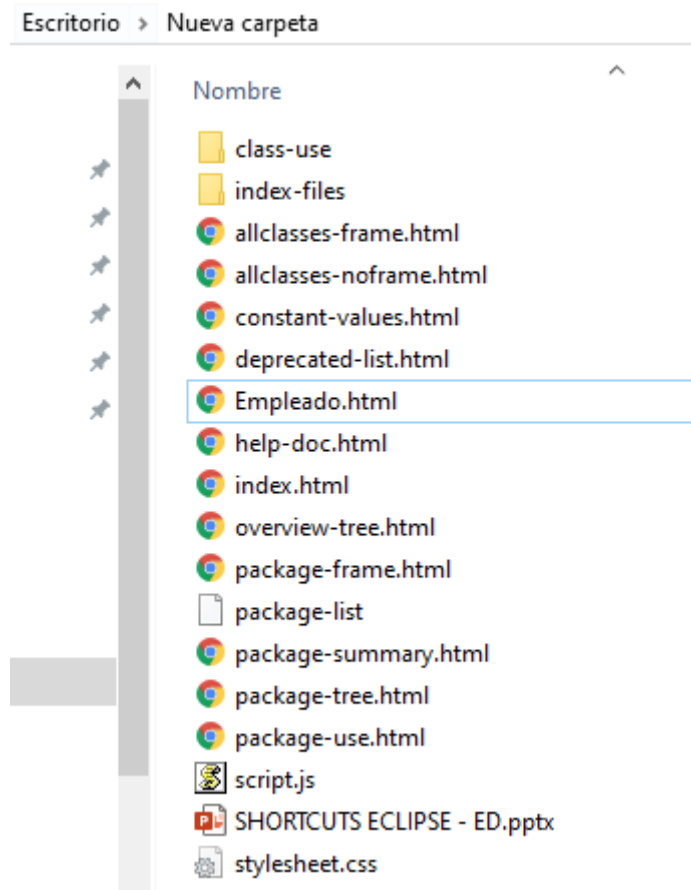 Escritorio > Nueva carpeta
Nombre
class-use
index-files
allclasses-frame.html
allclasses-noframe.html
constant-values.html
deprecated-list.html
Empleado.html
help-doc.html
index.html
overview-tree.html
package-frame.html
package-list
package-summary.html
package-tree.html
package-use.html
script.js
SHORTCUTS ECLIPSE - ED.pptx
stylesheet.css